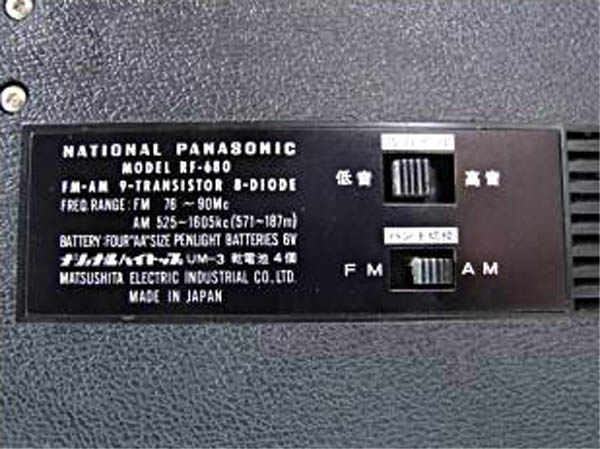 NATIONAL PANASONIC
MODEL RF-680
FM-AM 9-TRANSISTOR 8-DIODE
FREQ. RANGE: FM 76～90Mc
AM 525～1605kc (571～187m)
BATTERY: FOUR "AA" SIZE PENLIGHT BATTERIES 6V
ナショナルハイトップ UM-3 乾電池 4個
MATSUSHITA ELECTRIC INDUSTRIAL CO., LTD.
MADE IN JAPAN
低音 高音
バンド切換
FM AM